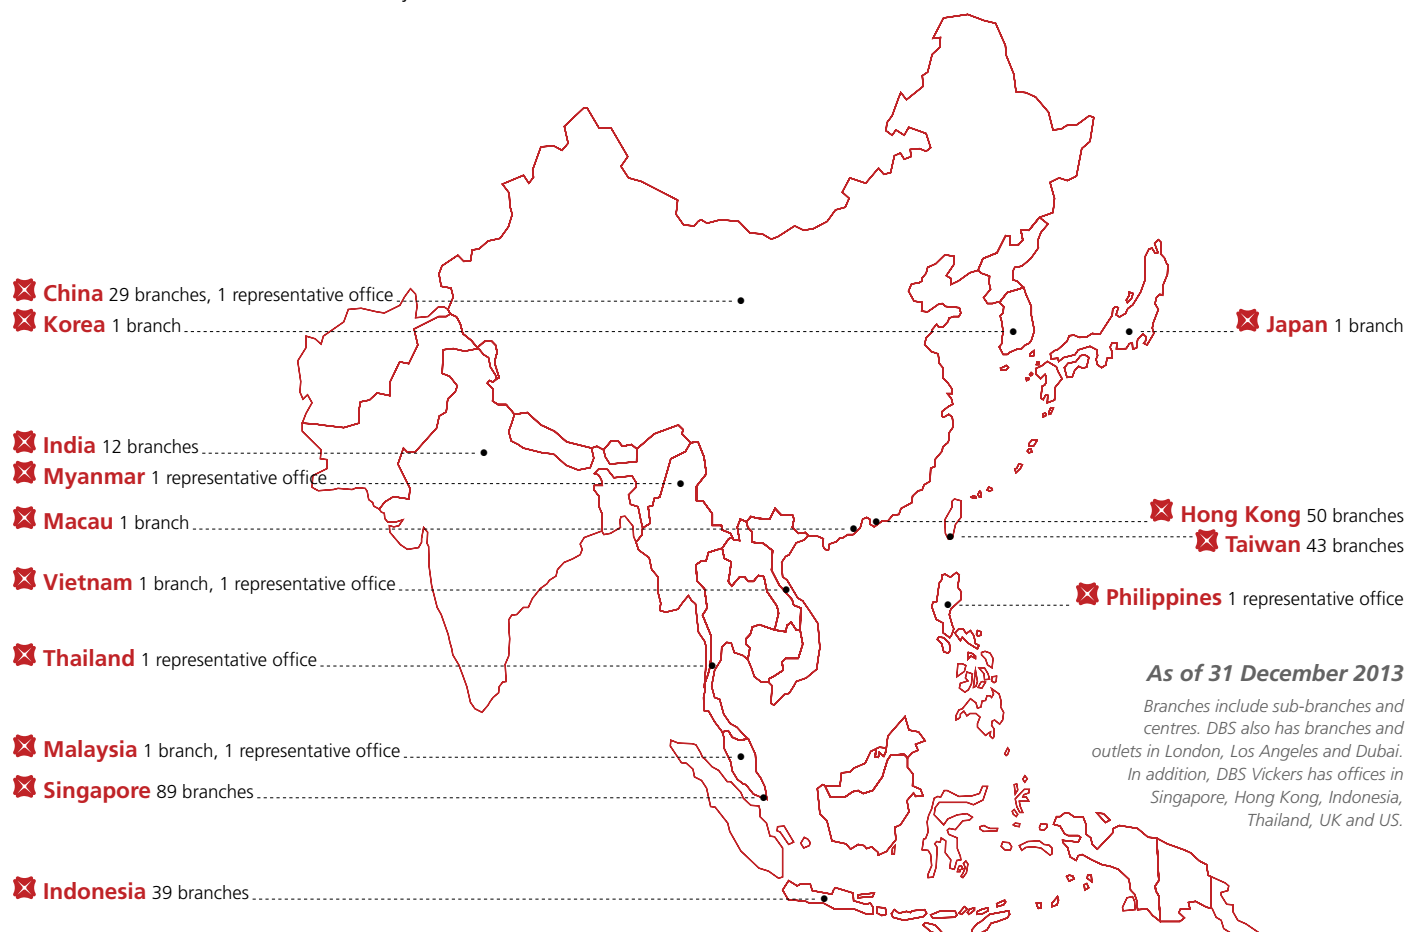 China 29 branches, 1 representative office
Korea 1 branch
Japan 1 branch
India 12 branches
Myanmar 1 representative office
Macau 1 branch
Hong Kong 50 branches
Taiwan 43 branches
Vietnam 1 branch, 1 representative office
Philippines 1 representative office
Thailand 1 representative office
Malaysia 1 branch, 1 representative office
Singapore 89 branches
Indonesia 39 branches
As of 31 December 2013
Branches include sub-branches and
centres. DBS also has branches and
outlets in London, Los Angeles and Dubai.
In addition, DBS Vickers has offices in
Singapore, Hong Kong, Indonesia,
Thailand, UK and US.